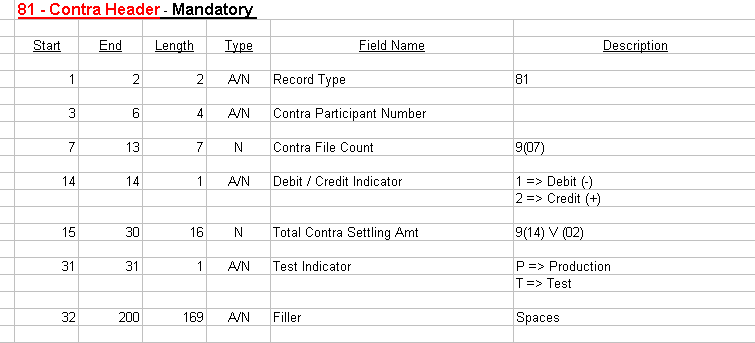 81 - Contra Header - Mandatory
Start End Length Type Field Name Description
1 2 2 A/N Record Type 81
3 6 4 A/N Contra Participant Number
7 13 7 N Contra File Count 9(07)
14 14 1 A/N Debit / Credit Indicator 1 => Debit (-)
2 => Credit (+)
15 30 16 N Total Contra Settling Amt 9(14) V (02)
31 31 1 A/N Test Indicator P => Production
T => Test
32 200 169 A/N Filler Spaces